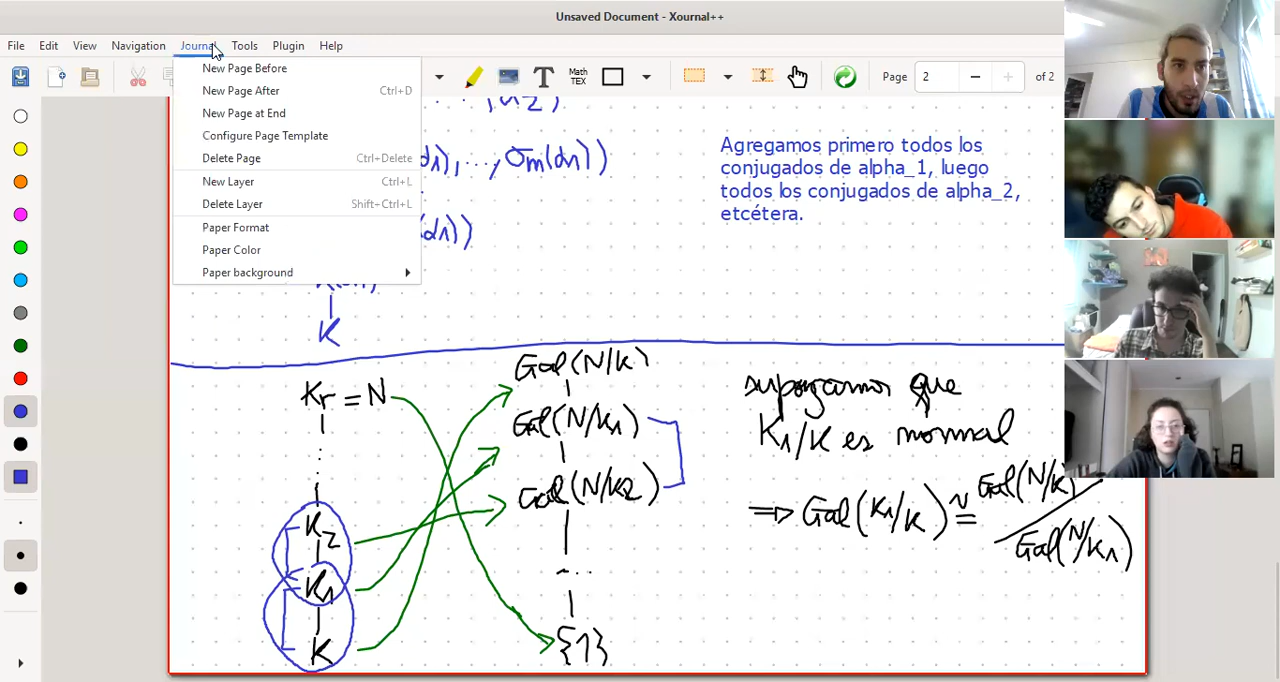 Unsaved Document - Xournal++
File Edit View Navigation Journal Tools Plugin Help
New Page Before
New Page After Ctrl+D
New Page at End
Configure Page Template
Delete Page Ctrl+Delete
New Layer Ctrl+L
Delete Layer Shift+Ctrl+L
Paper Format
Paper Color
Paper background
T Math TEX Page 2 of 2
σm(α1))
Agregamos primero todos los
conjugados de alpha_1, luego
todos los conjugados de alpha_2,
etcétera.
K
Kr = N
K2
K1
K
Gal(N/K)
Gal(N/K1)
Gal(N/K2)
...
{1}
supongamos que
K1/K es normal
⇒ Gal(K1/K) ≅ Gal(N/K) / Gal(N/K1)